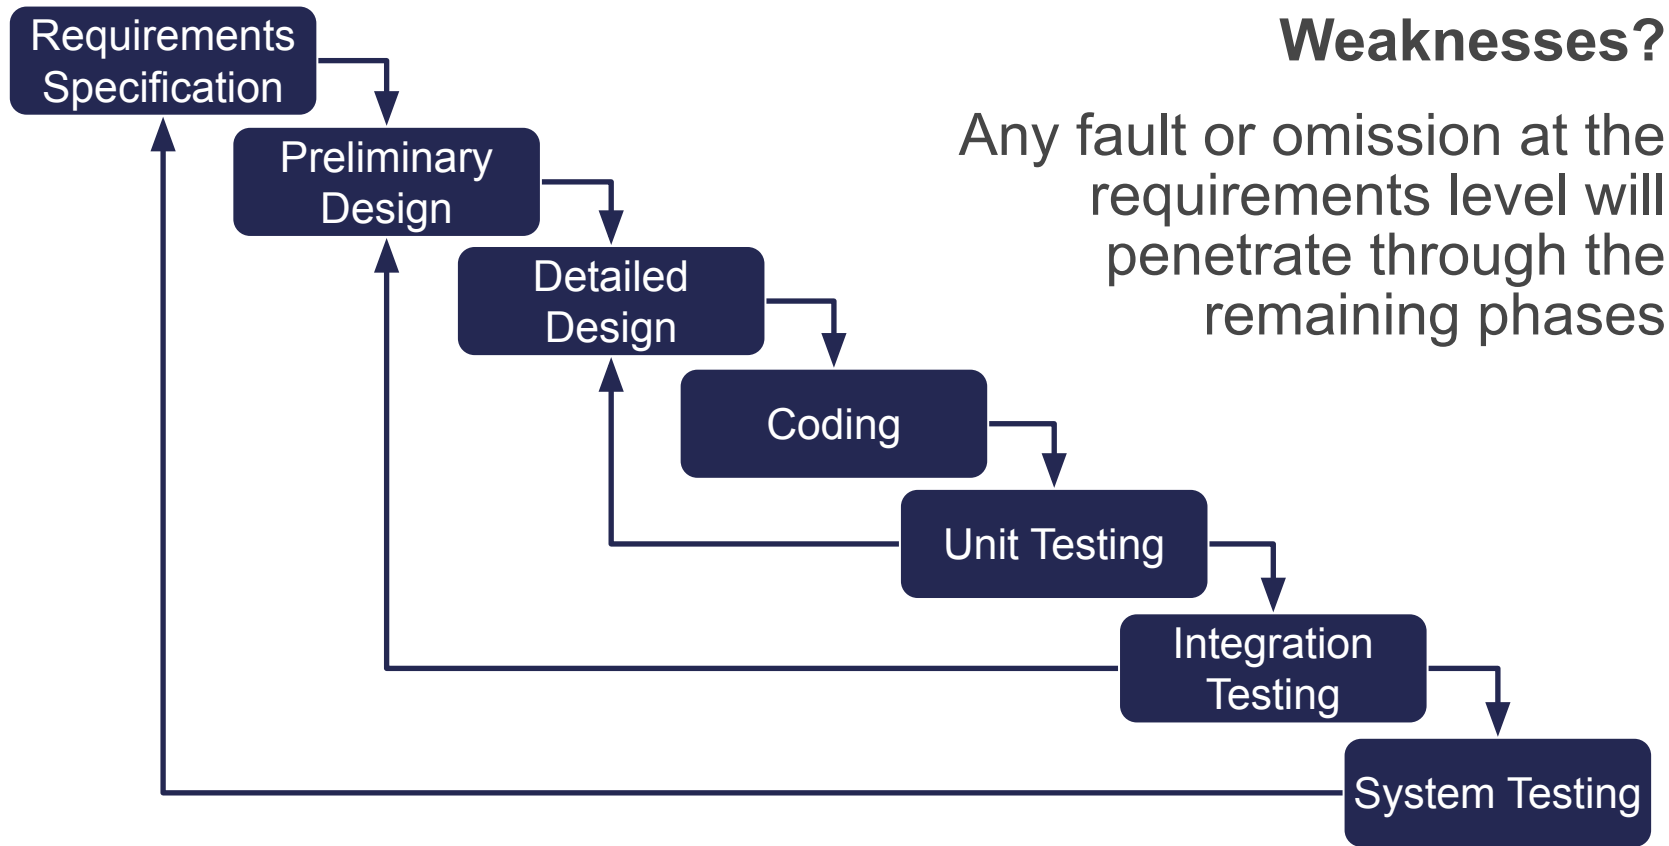 Requirements
Specification
Weaknesses?
Any fault or omission at the
requirements level will
penetrate through the
remaining phases
Preliminary
Design
Detailed
Design
Coding
Unit Testing
Integration
Testing
System Testing